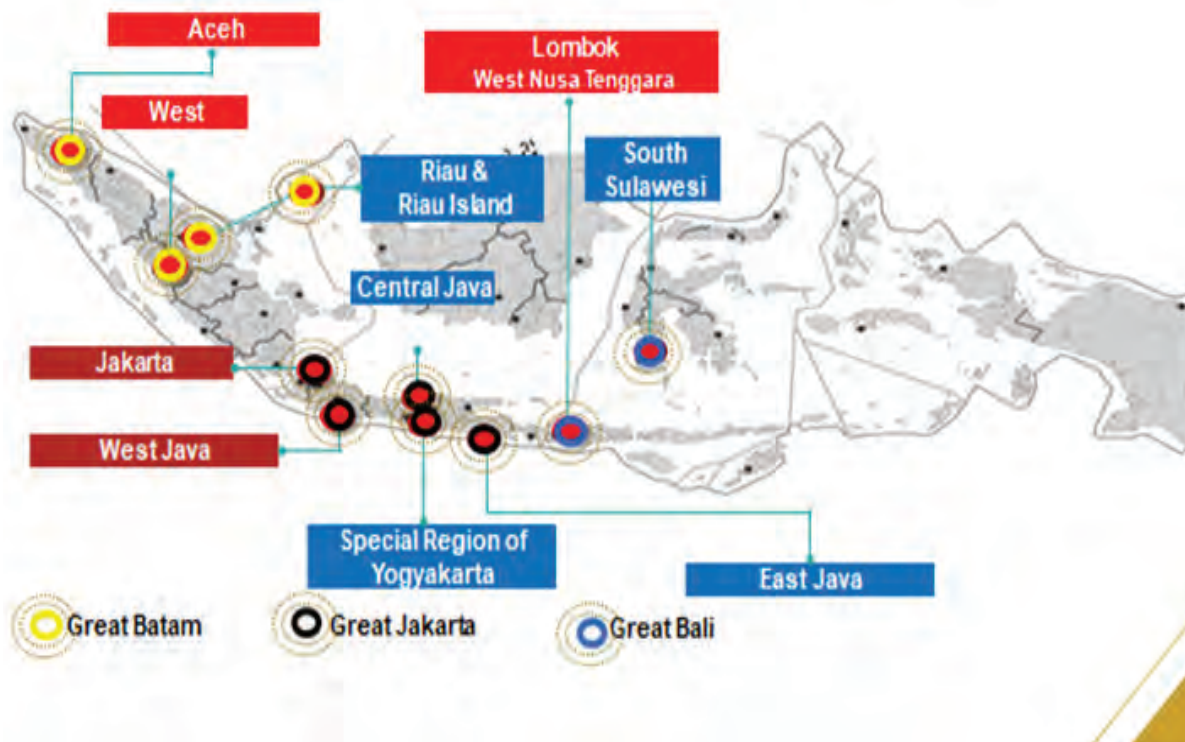 Aceh
Lombok
West Nusa Tenggara
West
South
Sulawesi
Riau &
Riau Island
Central Java
Jakarta
West Java
Special Region of
Yogyakarta
East Java
Great Batam
Great Jakarta
Great Bali